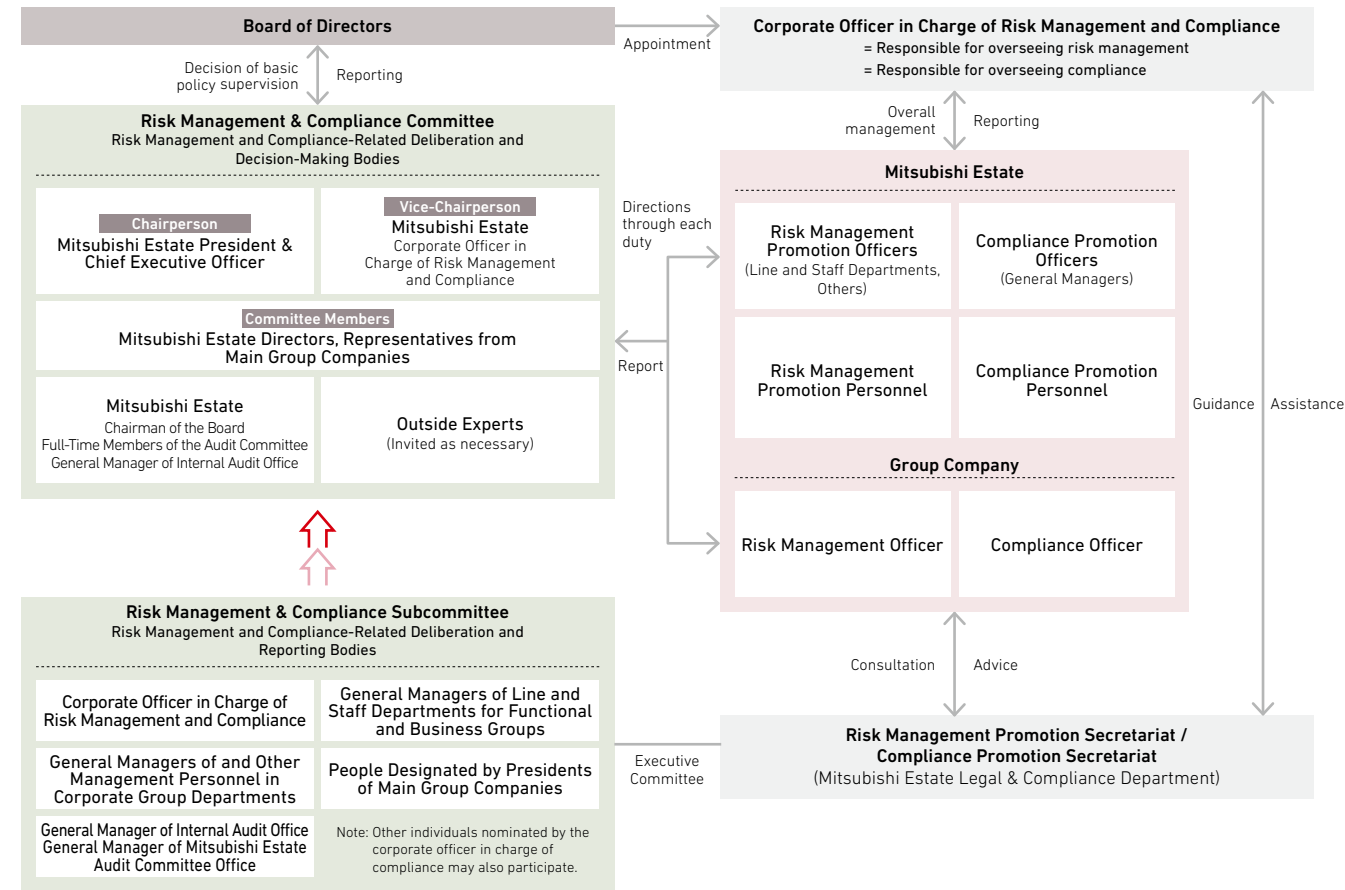 Board of Directors
Appointment
Corporate Officer in Charge of Risk Management and Compliance
= Responsible for overseeing risk management
= Responsible for overseeing compliance
Decision of basic
policy supervision
Reporting
Overall
management
Reporting
Risk Management & Compliance Committee
Risk Management and Compliance-Related Deliberation and
Decision-Making Bodies
Chairperson
Mitsubishi Estate President &
Chief Executive Officer
Vice-Chairperson
Mitsubishi Estate
Corporate Officer in
Charge of Risk Management
and Compliance
Committee Members
Mitsubishi Estate Directors, Representatives from
Main Group Companies
Mitsubishi Estate
Chairman of the Board
Full-Time Members of the Audit Committee
General Manager of Internal Audit Office
Outside Experts
(Invited as necessary)
Directions
through each
duty
Report
Mitsubishi Estate
Risk Management
Promotion Officers
(Line and Staff Departments,
Others)
Compliance Promotion
Officers
(General Managers)
Risk Management
Promotion Personnel
Compliance Promotion
Personnel
Group Company
Risk Management Officer
Compliance Officer
Guidance
Assistance
Risk Management & Compliance Subcommittee
Risk Management and Compliance-Related Deliberation and
Reporting Bodies
Corporate Officer in Charge of
Risk Management and Compliance
General Managers of Line and
Staff Departments for Functional
and Business Groups
General Managers of and Other
Management Personnel in
Corporate Group Departments
People Designated by Presidents
of Main Group Companies
General Manager of Internal Audit Office
General Manager of Mitsubishi Estate
Audit Committee Office
Note: Other individuals nominated by the
corporate officer in charge of
compliance may also participate.
Consultation
Advice
Executive
Committee
Risk Management Promotion Secretariat /
Compliance Promotion Secretariat
(Mitsubishi Estate Legal & Compliance Department)